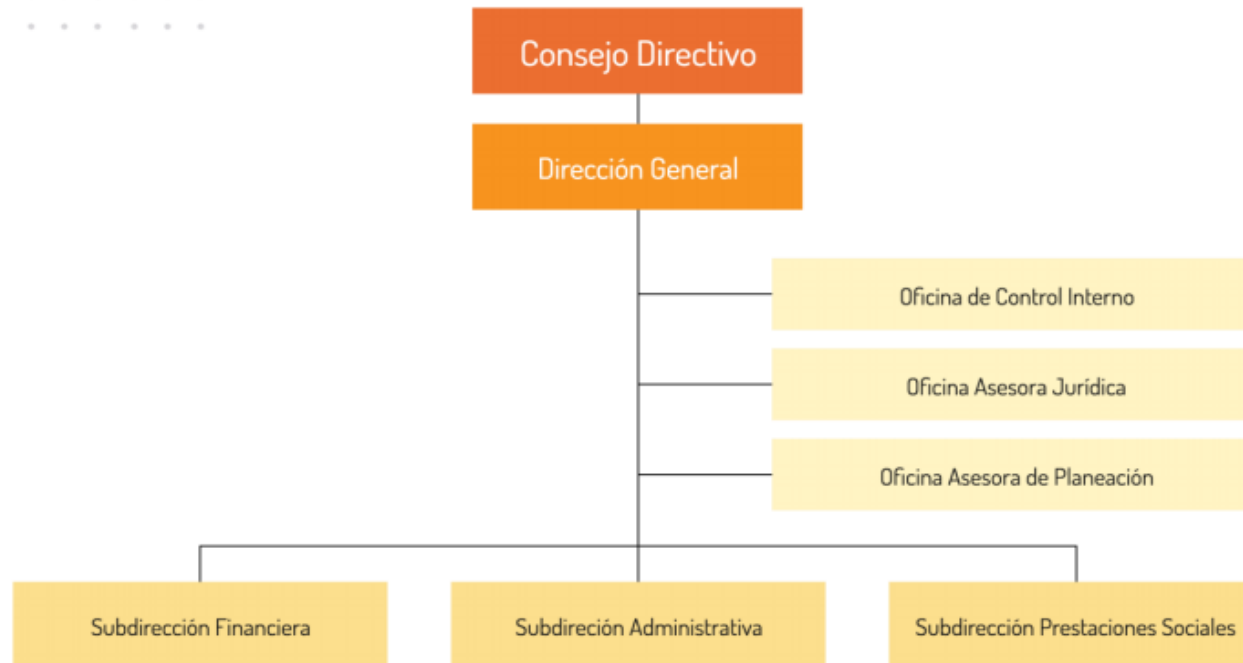 Consejo Directivo
Dirección General
Oficina de Control Interno
Oficina Asesora Jurídica
Oficina Asesora de Planeación
Subdirección Financiera
Subdireción Administrativa
Subdirección Prestaciones Sociales